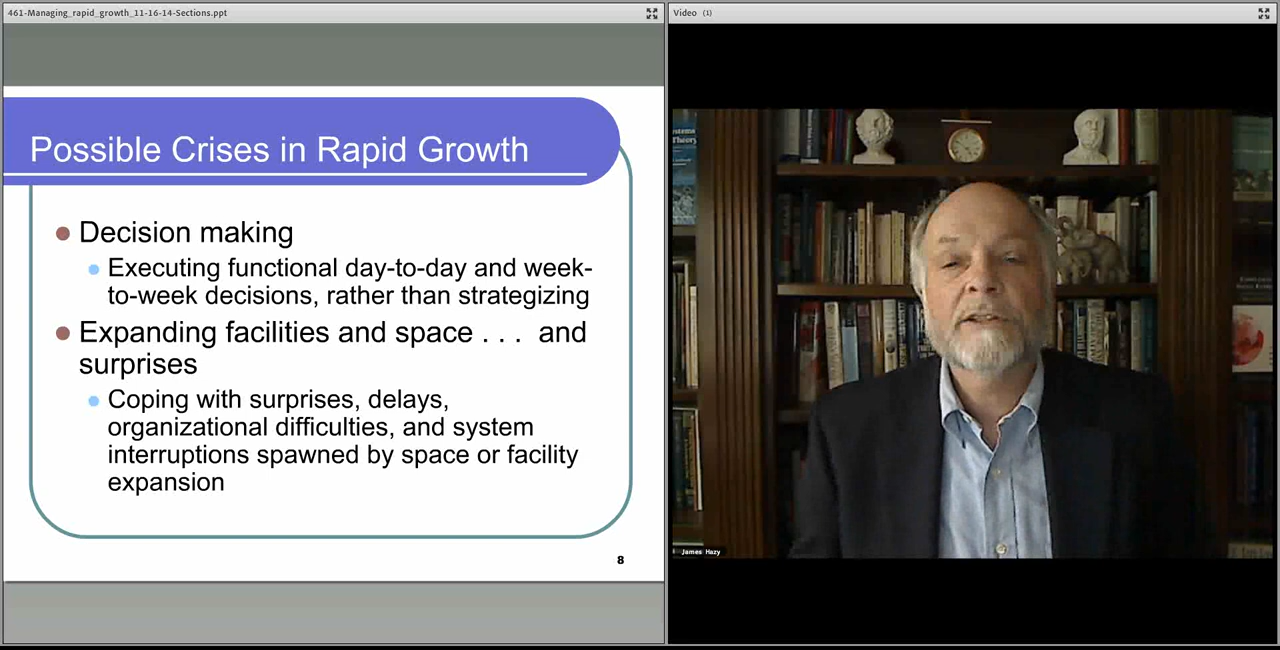 461-Managing_rapid_growth_11-16-14-Sections.ppt
Video (1)
Possible Crises in Rapid Growth
Decision making
Executing functional day-to-day and week-
to-week decisions, rather than strategizing
Expanding facilities and space . . . and
surprises
Coping with surprises, delays,
organizational difficulties, and system
interruptions spawned by space or facility
expansion
8
Theory
James Hazy